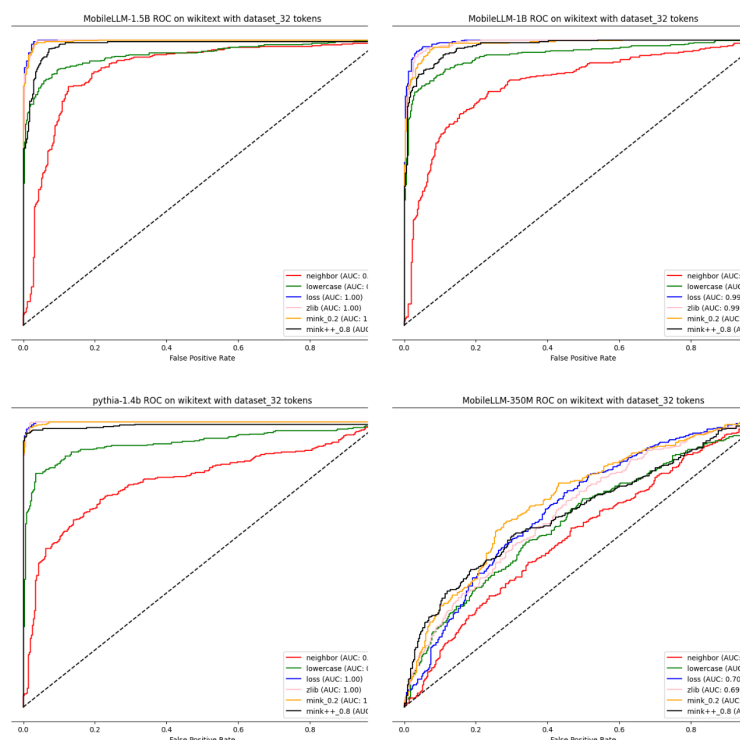 MobileLLM-1.5B ROC on wikitext with dataset_32 tokens
neighbor (AUC: 0.
lowercase (AUC:
loss (AUC: 1.00)
zlib (AUC: 1.00)
mink_0.2 (AUC: 1
mink++_0.8 (AUC
0.0 0.2 0.4 0.6 0.8
False Positive Rate
MobileLLM-1B ROC on wikitext with dataset_32 tokens
neighbor (AUC:
lowercase (AUC:
loss (AUC: 0.99
zlib (AUC: 0.99
mink_0.2 (AUC:
mink++_0.8 (A
0.0 0.2 0.4 0.6 0.8
False Positive Rate
pythia-1.4b ROC on wikitext with dataset_32 tokens
neighbor (AUC: 0.
lowercase (AUC:
loss (AUC: 1.00)
zlib (AUC: 1.00)
mink_0.2 (AUC: 1
mink++_0.8 (AUC
0.0 0.2 0.4 0.6 0.8
False Positive Rate
MobileLLM-350M ROC on wikitext with dataset_32 tokens
neighbor (AUC:
lowercase (AUC:
loss (AUC: 0.70
zlib (AUC: 0.69
mink_0.2 (AUC:
mink++_0.8 (A
0.0 0.2 0.4 0.6 0.8
False Positive Rate